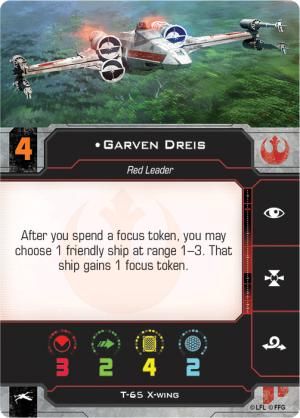 4
• Garven Dreis
Red Leader
After you spend a focus token, you may
choose 1 friendly ship at range 1–3. That
ship gains 1 focus token.
3 2 4 2
T-65 X-wing
© LFL © FFG